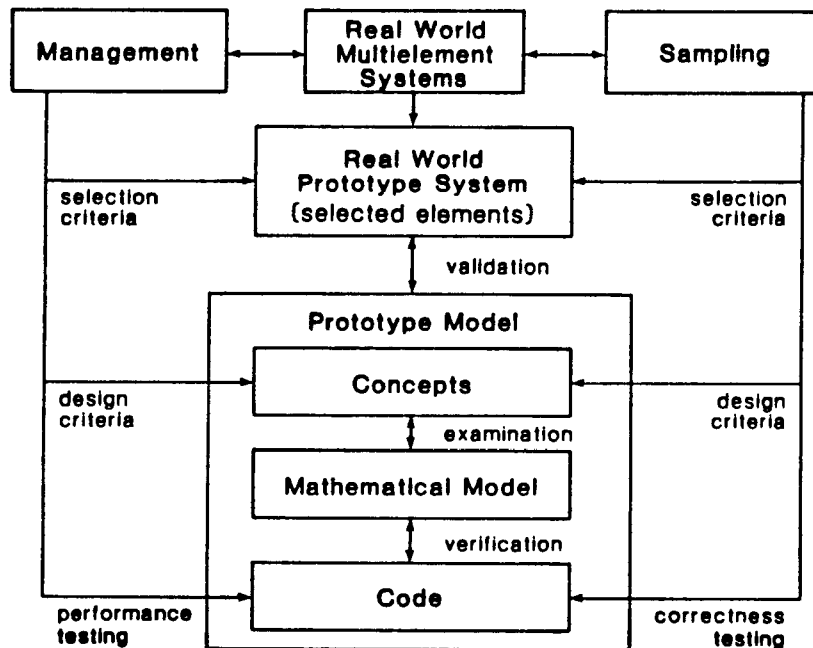 Management
Real World
Multielement
Systems
Sampling
Real World
Prototype System
(selected elements)
selection
criteria
selection
criteria
validation
Prototype Model
Concepts
design
criteria
design
criteria
examination
Mathematical Model
verification
Code
performance
testing
correctness
testing